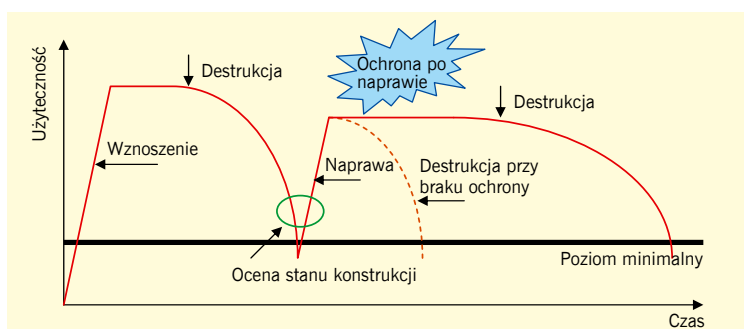 Użyteczność
Wznoszenie
Destrukcja
Ochrona po
naprawie
Destrukcja
Naprawa
Destrukcja przy
braku ochrony
Ocena stanu konstrukcji
Poziom minimalny
Czas